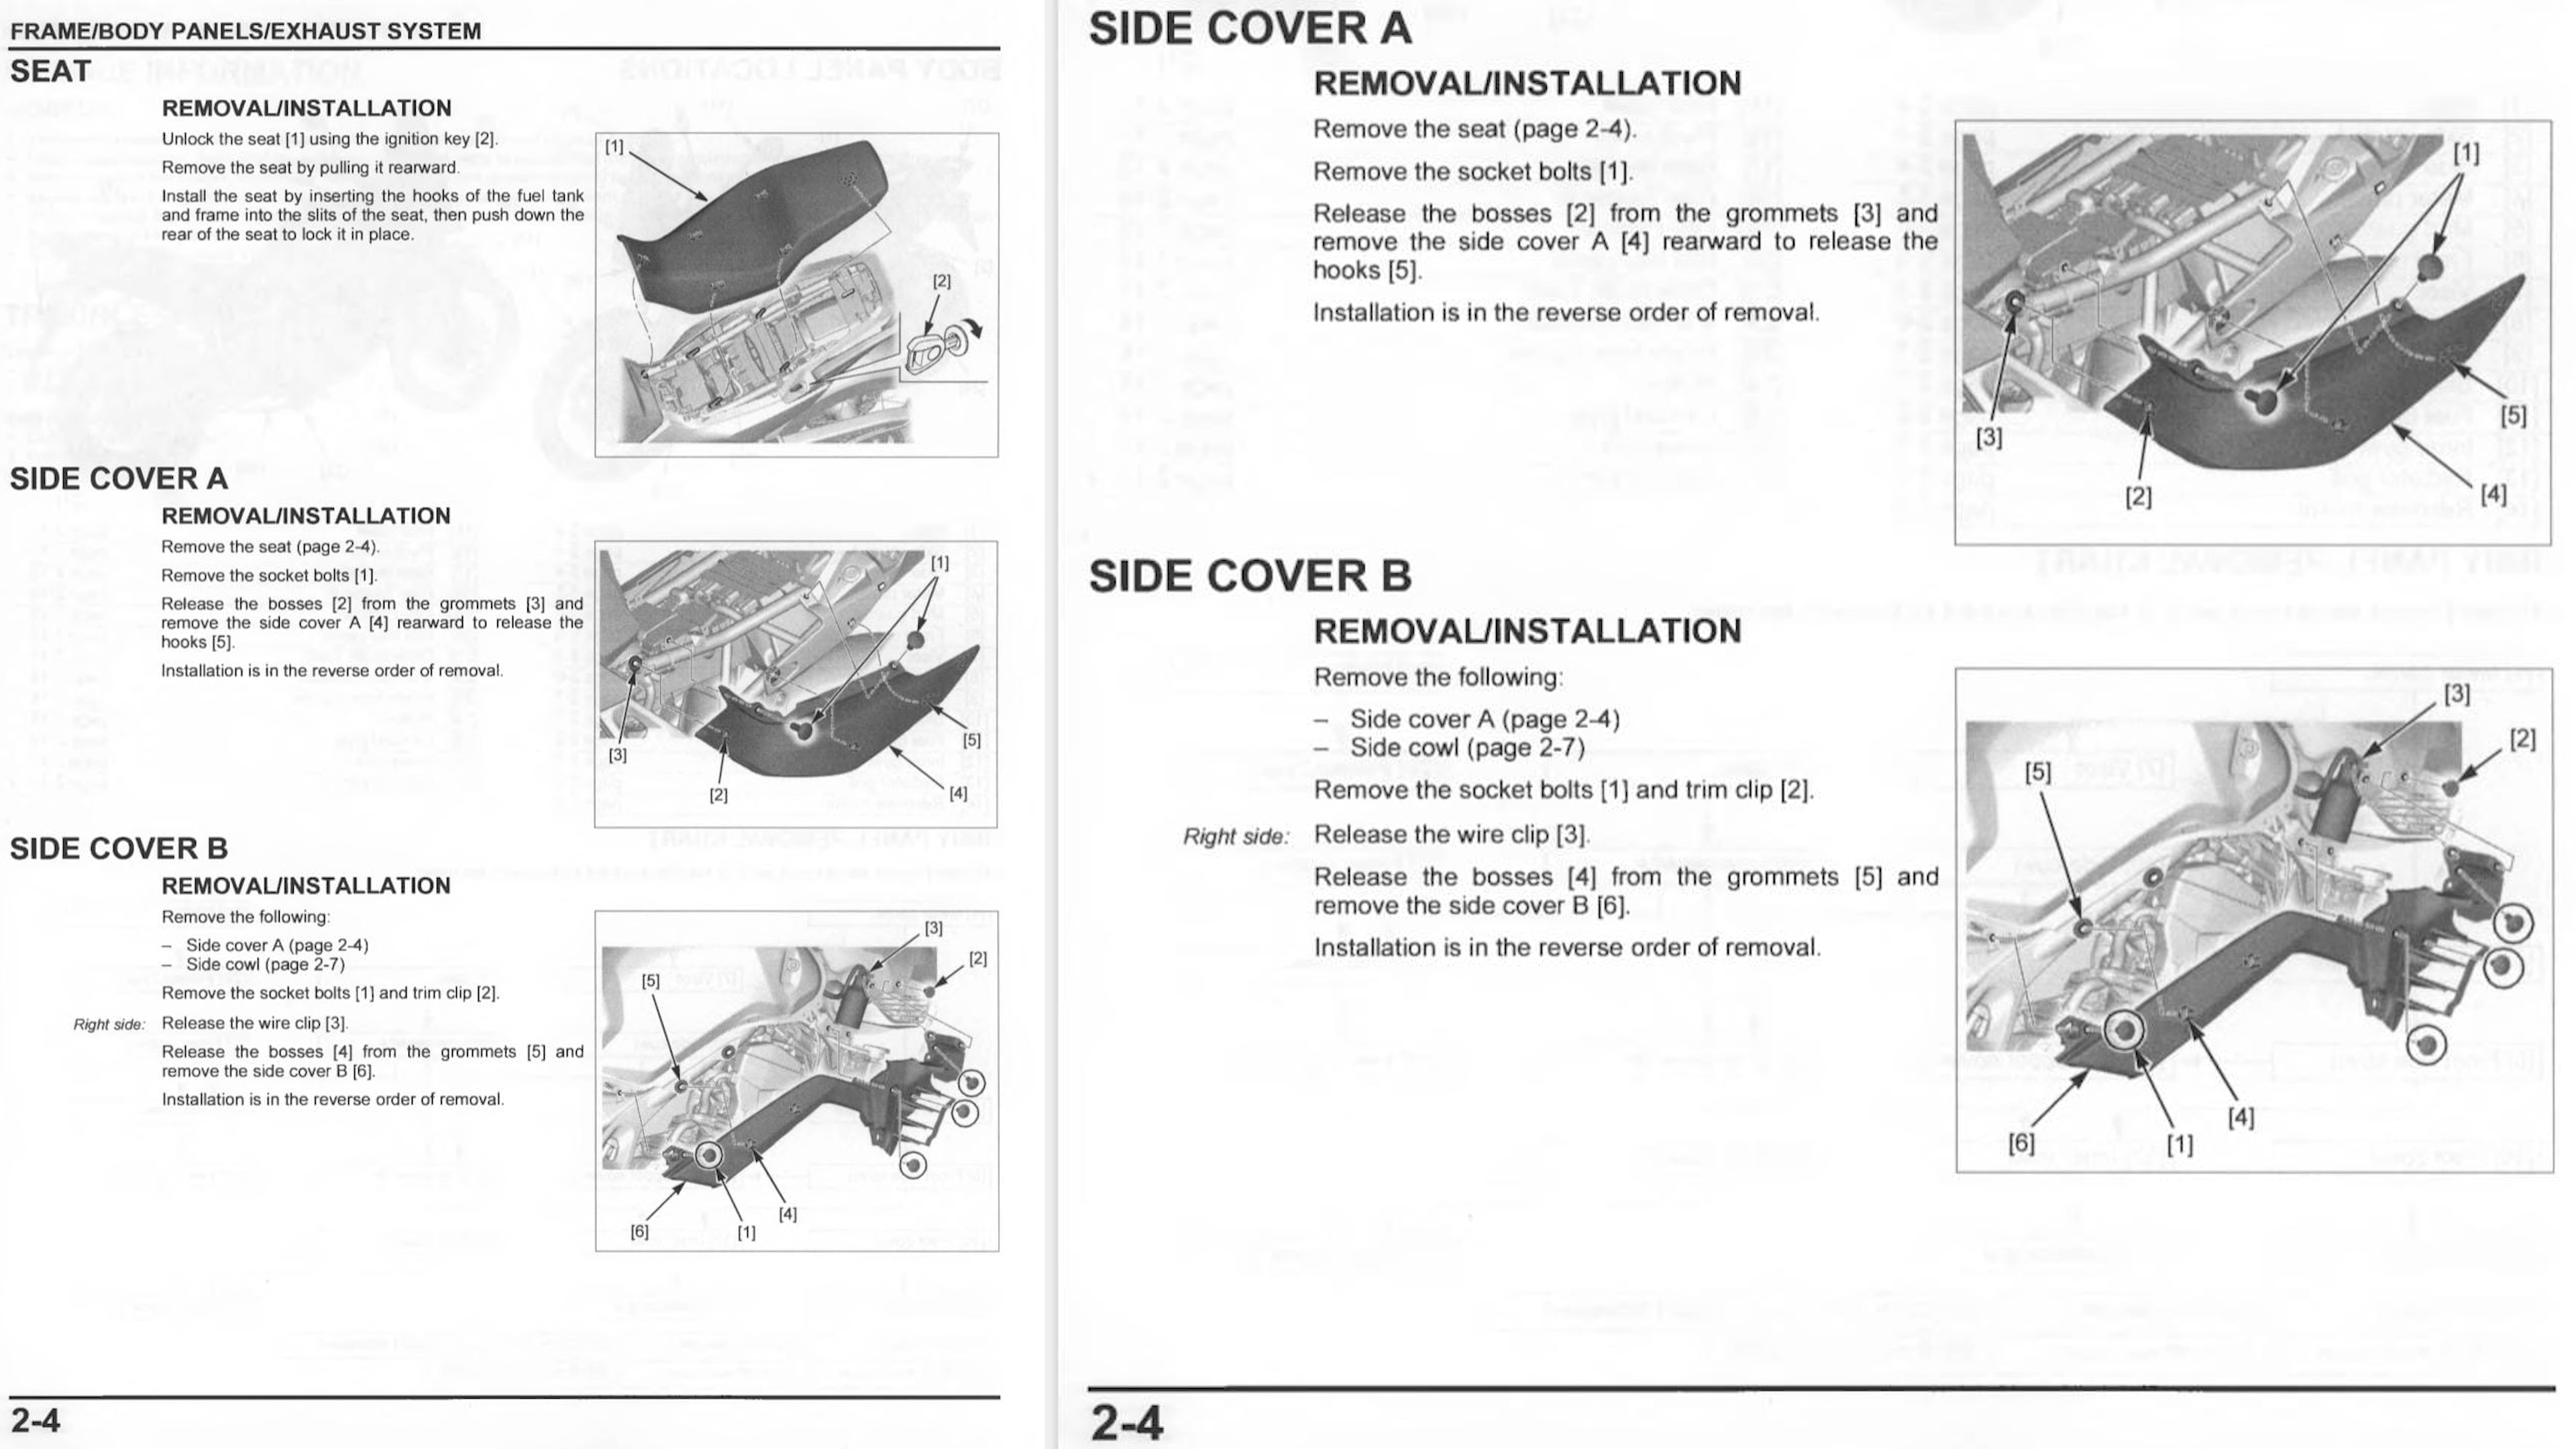 FRAME/BODY PANELS/EXHAUST SYSTEM
SEAT
REMOVAL/INSTALLATION
Unlock the seat [1] using the ignition key [2].
Remove the seat by pulling it rearward.
Install the seat by inserting the hooks of the fuel tank
and frame into the slits of the seat, then push down the
rear of the seat to lock it in place.
[1]
[2]
SIDE COVER A
REMOVAL/INSTALLATION
Remove the seat (page 2-4).
Remove the socket bolts [1].
Release the bosses [2] from the grommets [3] and
remove the side cover A [4] rearward to release the
hooks [5].
Installation is in the reverse order of removal.
[1]
[3]
[5]
[2]
[4]
SIDE COVER B
REMOVAL/INSTALLATION
Remove the following:
– Side cover A (page 2-4)
– Side cowl (page 2-7)
Remove the socket bolts [1] and trim clip [2].
Right side: Release the wire clip [3].
Release the bosses [4] from the grommets [5] and
remove the side cover B [6].
Installation is in the reverse order of removal.
[3]
[2]
[5]
[4]
[6]
[1]
2-4
SIDE COVER A
REMOVAL/INSTALLATION
Remove the seat (page 2-4).
Remove the socket bolts [1].
Release the bosses [2] from the grommets [3] and
remove the side cover A [4] rearward to release the
hooks [5].
Installation is in the reverse order of removal.
[1]
[5]
[3]
[2]
[4]
SIDE COVER B
REMOVAL/INSTALLATION
Remove the following:
– Side cover A (page 2-4)
– Side cowl (page 2-7)
Remove the socket bolts [1] and trim clip [2].
Right side: Release the wire clip [3].
Release the bosses [4] from the grommets [5] and
remove the side cover B [6].
Installation is in the reverse order of removal.
[3]
[2]
[5]
[4]
[6]
[1]
2-4